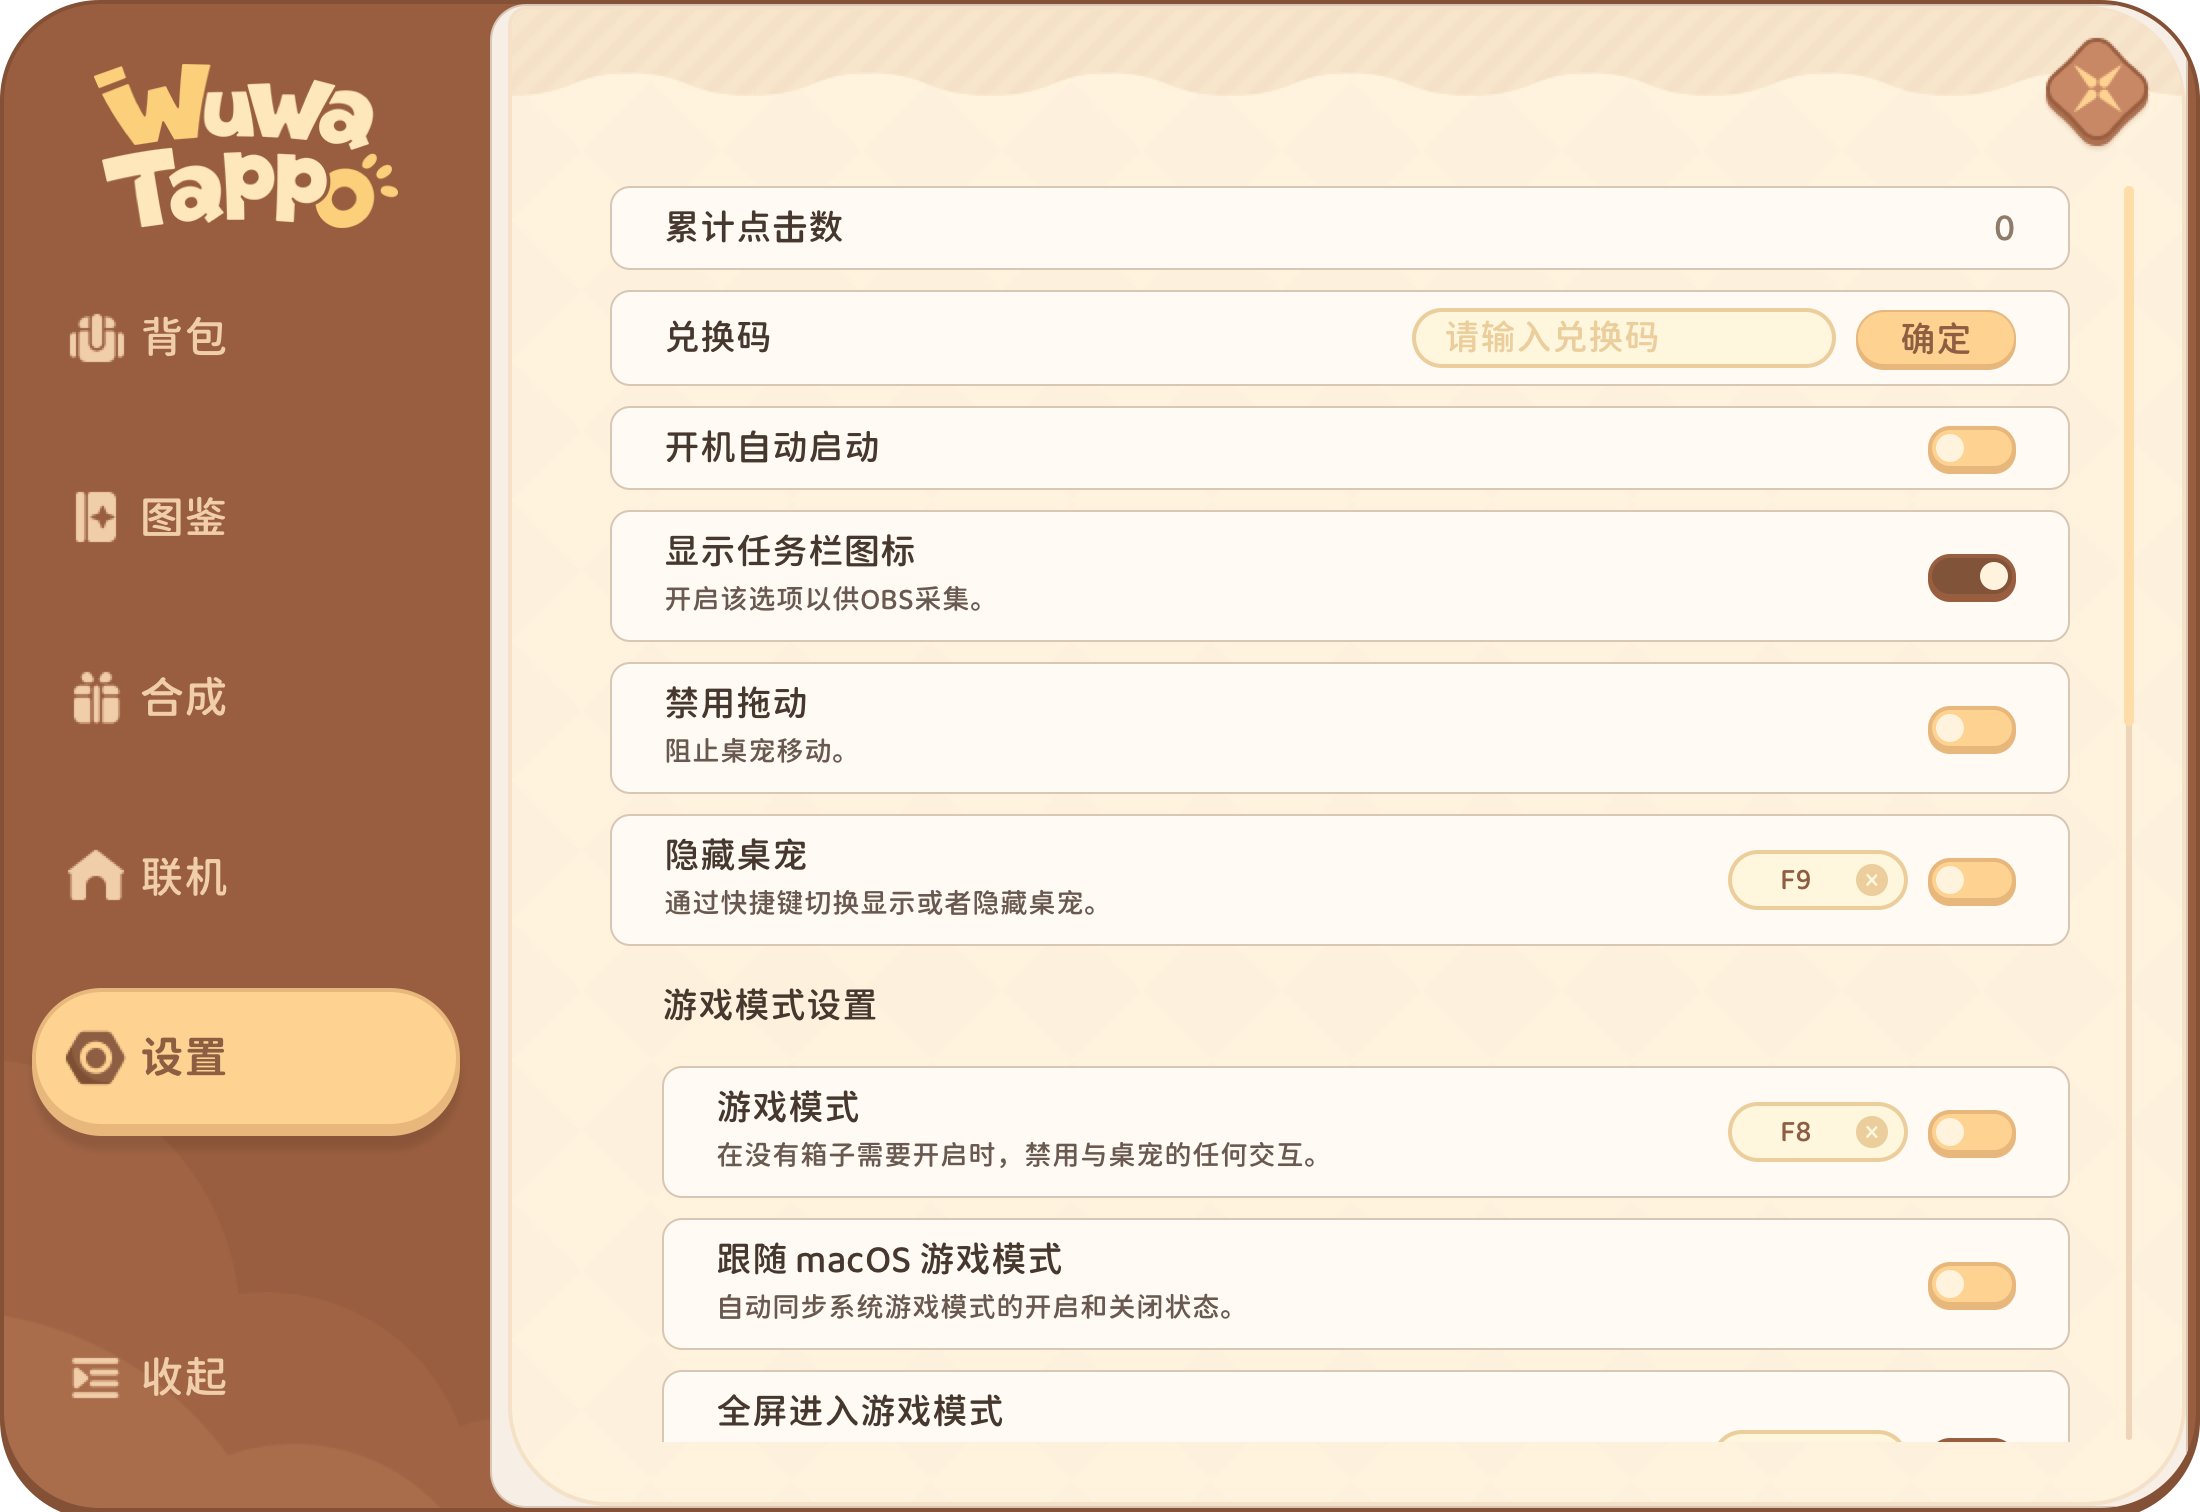 Wuwa
Tappo
背包
图鉴
合成
联机
设置
收起
累计点击数
0
兑换码
请输入兑换码
确定
开机自动启动
显示任务栏图标
开启该选项以供OBS采集。
禁用拖动
阻止桌宠移动。
隐藏桌宠
通过快捷键切换显示或者隐藏桌宠。
F9
游戏模式设置
游戏模式
在没有箱子需要开启时，禁用与桌宠的任何交互。
F8
跟随 macOS 游戏模式
自动同步系统游戏模式的开启和关闭状态。
全屏进入游戏模式